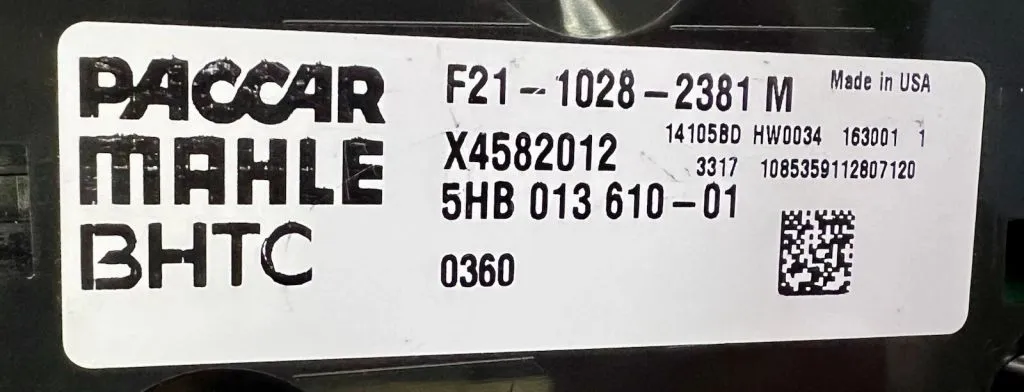 PACCAR
MAHLE
BHTC
F21-1028-2381 M
Made in USA
X4582012
14105BD HW0034 163001 1
3317 1085359112807120
5HB 013 610-01
0360